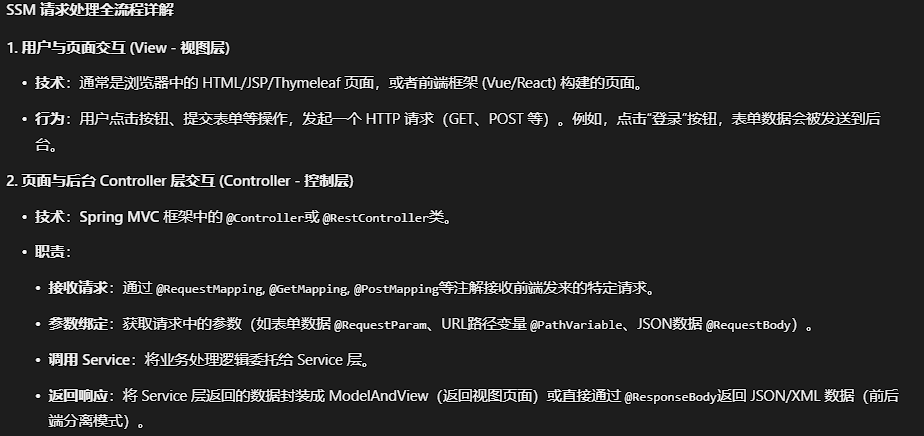 SSM 请求处理全流程详解
1. 用户与页面交互 (View - 视图层)
• 技术：通常是浏览器中的 HTML/JSP/Thymeleaf 页面，或者前端框架 (Vue/React) 构建的页面。
• 行为：用户点击按钮、提交表单等操作，发起一个 HTTP 请求（GET、POST 等）。例如，点击“登录”按钮，表单数据会被发送到后
台。
2. 页面与后台 Controller 层交互 (Controller - 控制层)
• 技术：Spring MVC 框架中的 @Controller或 @RestController类。
• 职责：
• 接收请求：通过 @RequestMapping, @GetMapping, @PostMapping等注解接收前端发来的特定请求。
• 参数绑定：获取请求中的参数（如表单数据 @RequestParam、URL路径变量 @PathVariable、JSON数据 @RequestBody）。
• 调用 Service：将业务处理逻辑委托给 Service 层。
• 返回响应：将 Service 层返回的数据封装成 ModelAndView（返回视图页面）或直接通过 @ResponseBody返回 JSON/XML 数据（前后
端分离模式）。